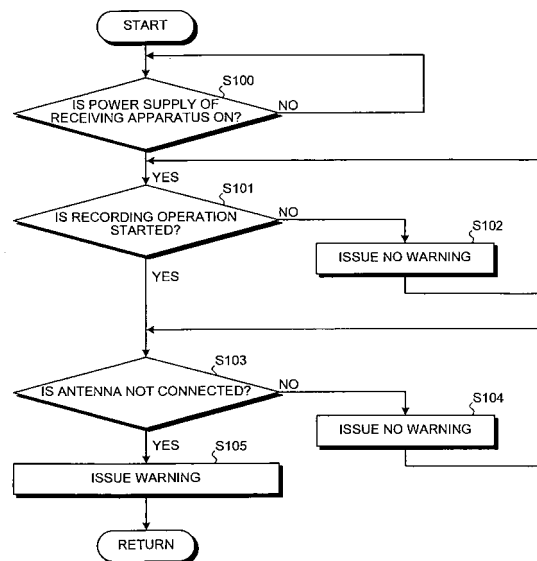 START
S100
IS POWER SUPPLY OF
RECEIVING APPARATUS ON?
NO
YES
S101
IS RECORDING OPERATION
STARTED?
NO
S102
ISSUE NO WARNING
YES
S103
IS ANTENNA NOT CONNECTED?
NO
S104
ISSUE NO WARNING
YES
S105
ISSUE WARNING
RETURN